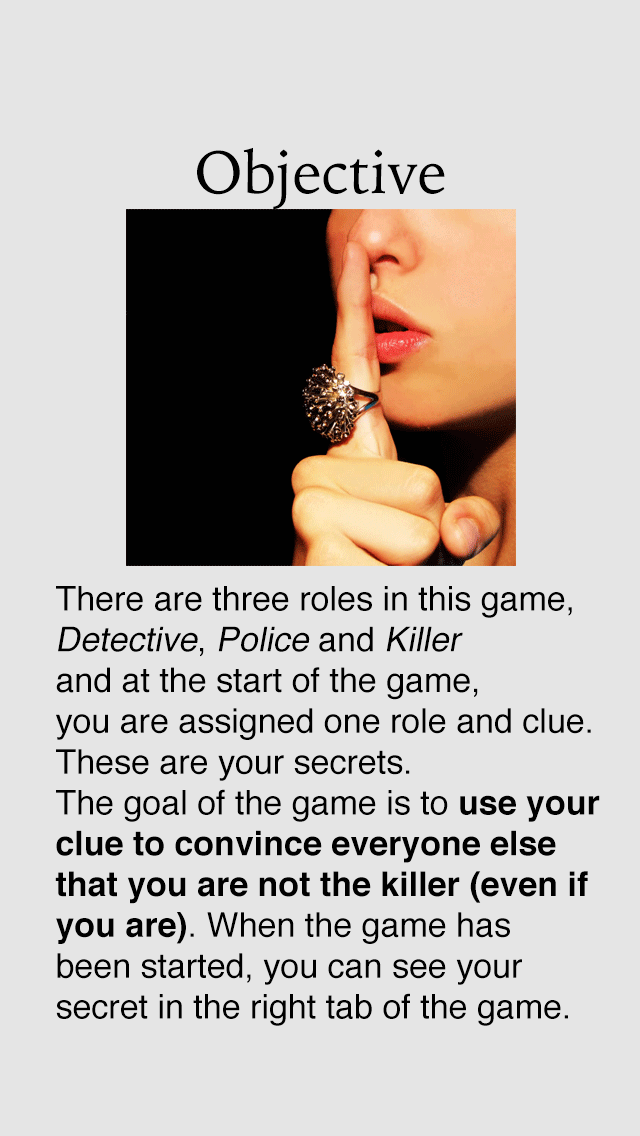 Objective
There are three roles in this game,
Detective, Police and Killer
and at the start of the game,
you are assigned one role and clue.
These are your secrets.
The goal of the game is to use your
clue to convince everyone else
that you are not the killer (even if
you are). When the game has
been started, you can see your
secret in the right tab of the game.